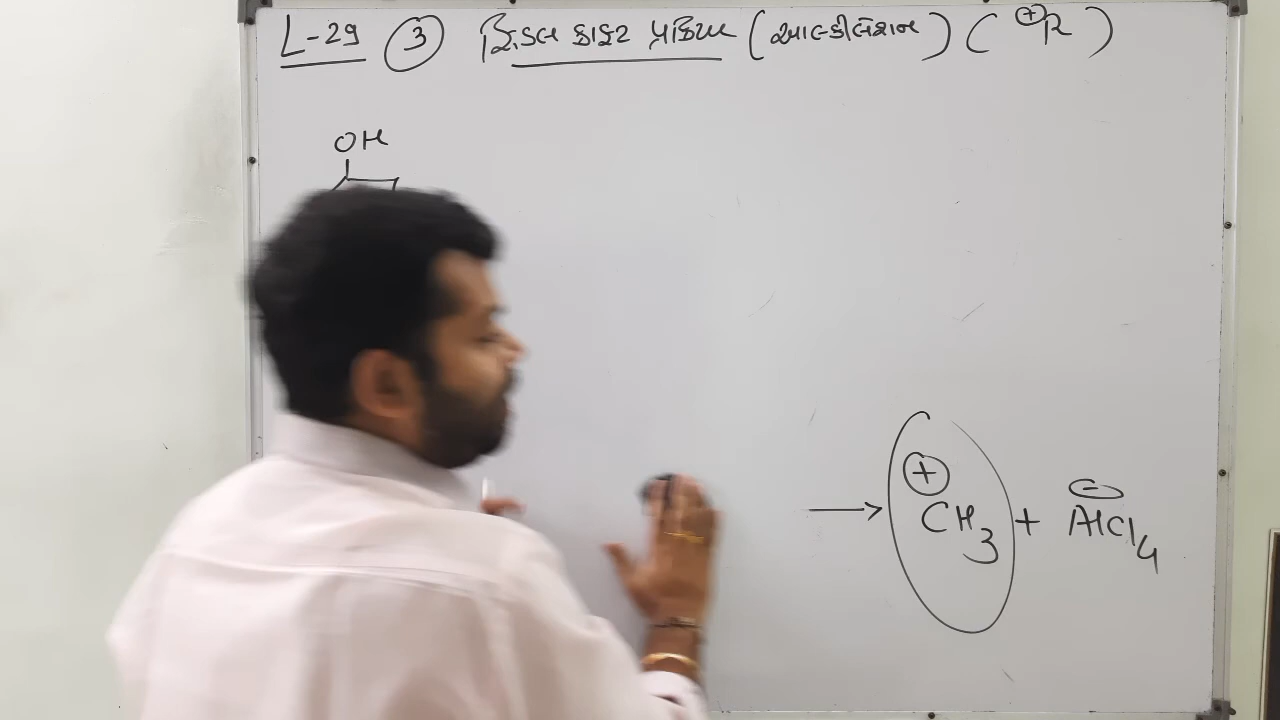 L-29 (3) ફ્રિડલ ક્રાફ્ટ પ્રક્રિયા (આલ્કીલેશન) (⊕R)
OH
→ ⊕CH3 + ⊖AlCl4